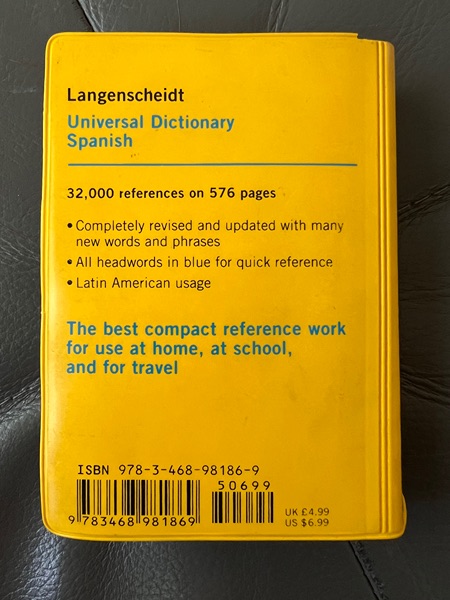 Langenscheidt
Universal Dictionary
Spanish
32,000 references on 576 pages
• Completely revised and updated with many
new words and phrases
• All headwords in blue for quick reference
• Latin American usage
The best compact reference work
for use at home, at school,
and for travel
ISBN 978-3-468-98186-9
50699
9 783468 981869
UK £4.99
US $6.99